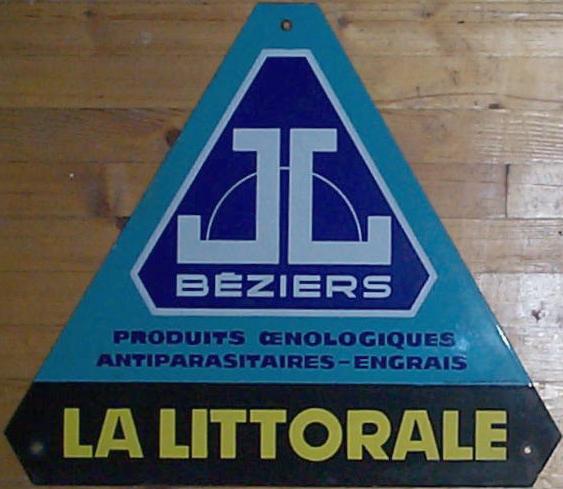 BÉZIERS
PRODUITS ŒNOLOGIQUES
ANTIPARASITAIRES-ENGRAIS
LA LITTORALE